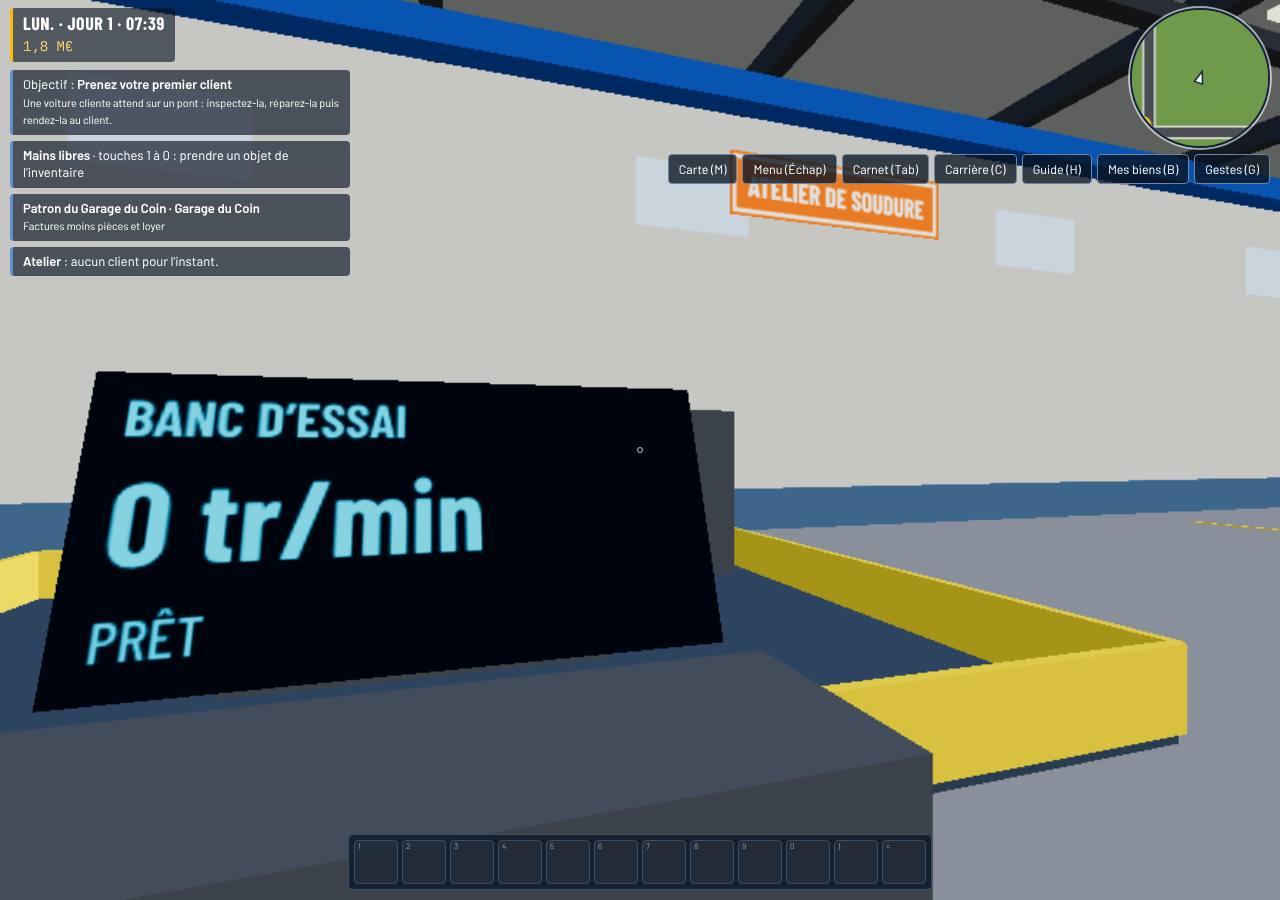 LUN. · JOUR 1 · 07:39
1,8 M€
Objectif : Prenez votre premier client
Une voiture cliente attend sur un pont : inspectez-la, réparez-la puis
rendez-la au client.
Mains libres · touches 1 à 0 : prendre un objet de
l'inventaire
Patron du Garage du Coin · Garage du Coin
Factures moins pièces et loyer
Atelier : aucun client pour l'instant.
Carte (M)
Menu (Échap)
Carnet (Tab)
Carrière (C)
Guide (H)
Mes biens (B)
Gestes (G)
ATELIER DE SOUDURE
BANC D'ESSAI
0 tr/min
PRÊT
1 2 3 4 5 6 7 8 9 0 ) =